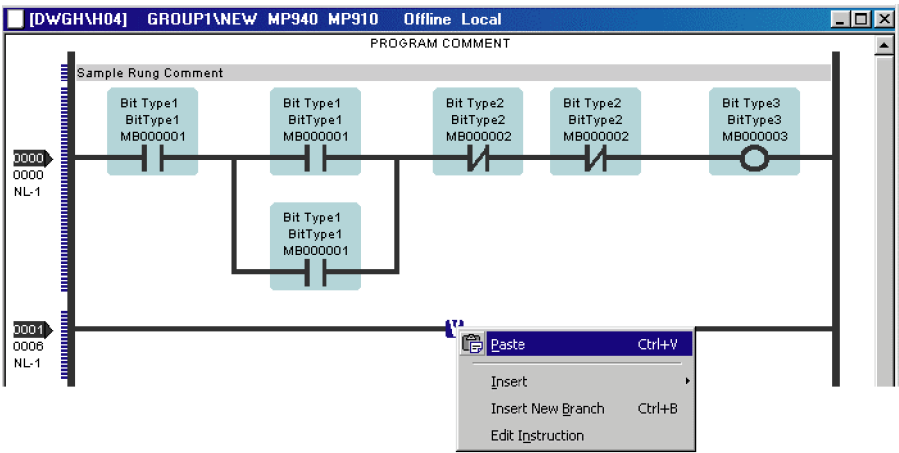 [DWGH\H04] GROUP1\NEW MP940 MP910 Offline Local
PROGRAM COMMENT
Sample Rung Comment
Bit Type1 Bit Type1 Bit Type2 Bit Type2 Bit Type3
BitType1 BitType1 BitType2 BitType2 BitType3
MB000001 MB000001 MB000002 MB000002 MB000003
0000
0000
NL-1
Bit Type1
BitType1
MB000001
0001
0006
NL-1
Paste Ctrl+V
Insert
Insert New Branch Ctrl+B
Edit Instruction